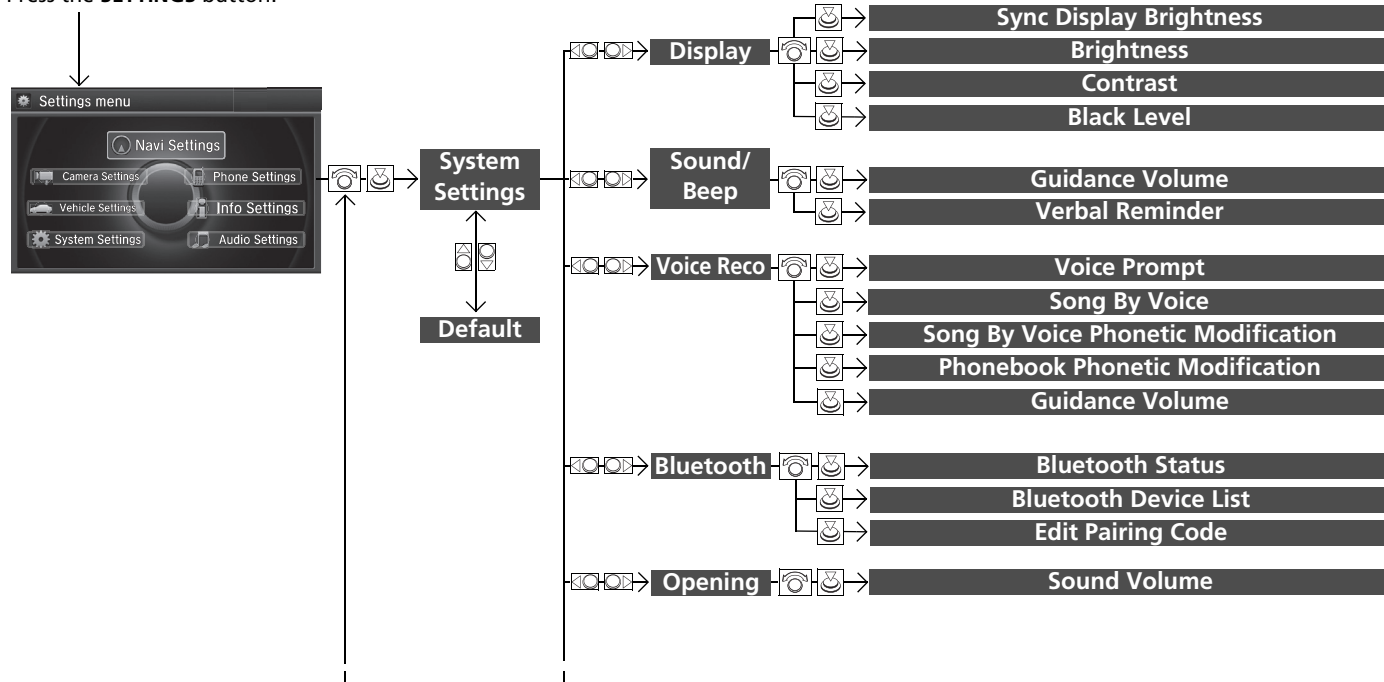 Press the SETTINGS button.
Settings menu
Navi Settings
Camera Settings
Phone Settings
Vehicle Settings
Info Settings
System Settings
Audio Settings
System
Settings
Default
Display
Sync Display Brightness
Brightness
Contrast
Black Level
Sound/
Beep
Guidance Volume
Verbal Reminder
Voice Reco
Voice Prompt
Song By Voice
Song By Voice Phonetic Modification
Phonebook Phonetic Modification
Guidance Volume
Bluetooth
Bluetooth Status
Bluetooth Device List
Edit Pairing Code
Opening
Sound Volume